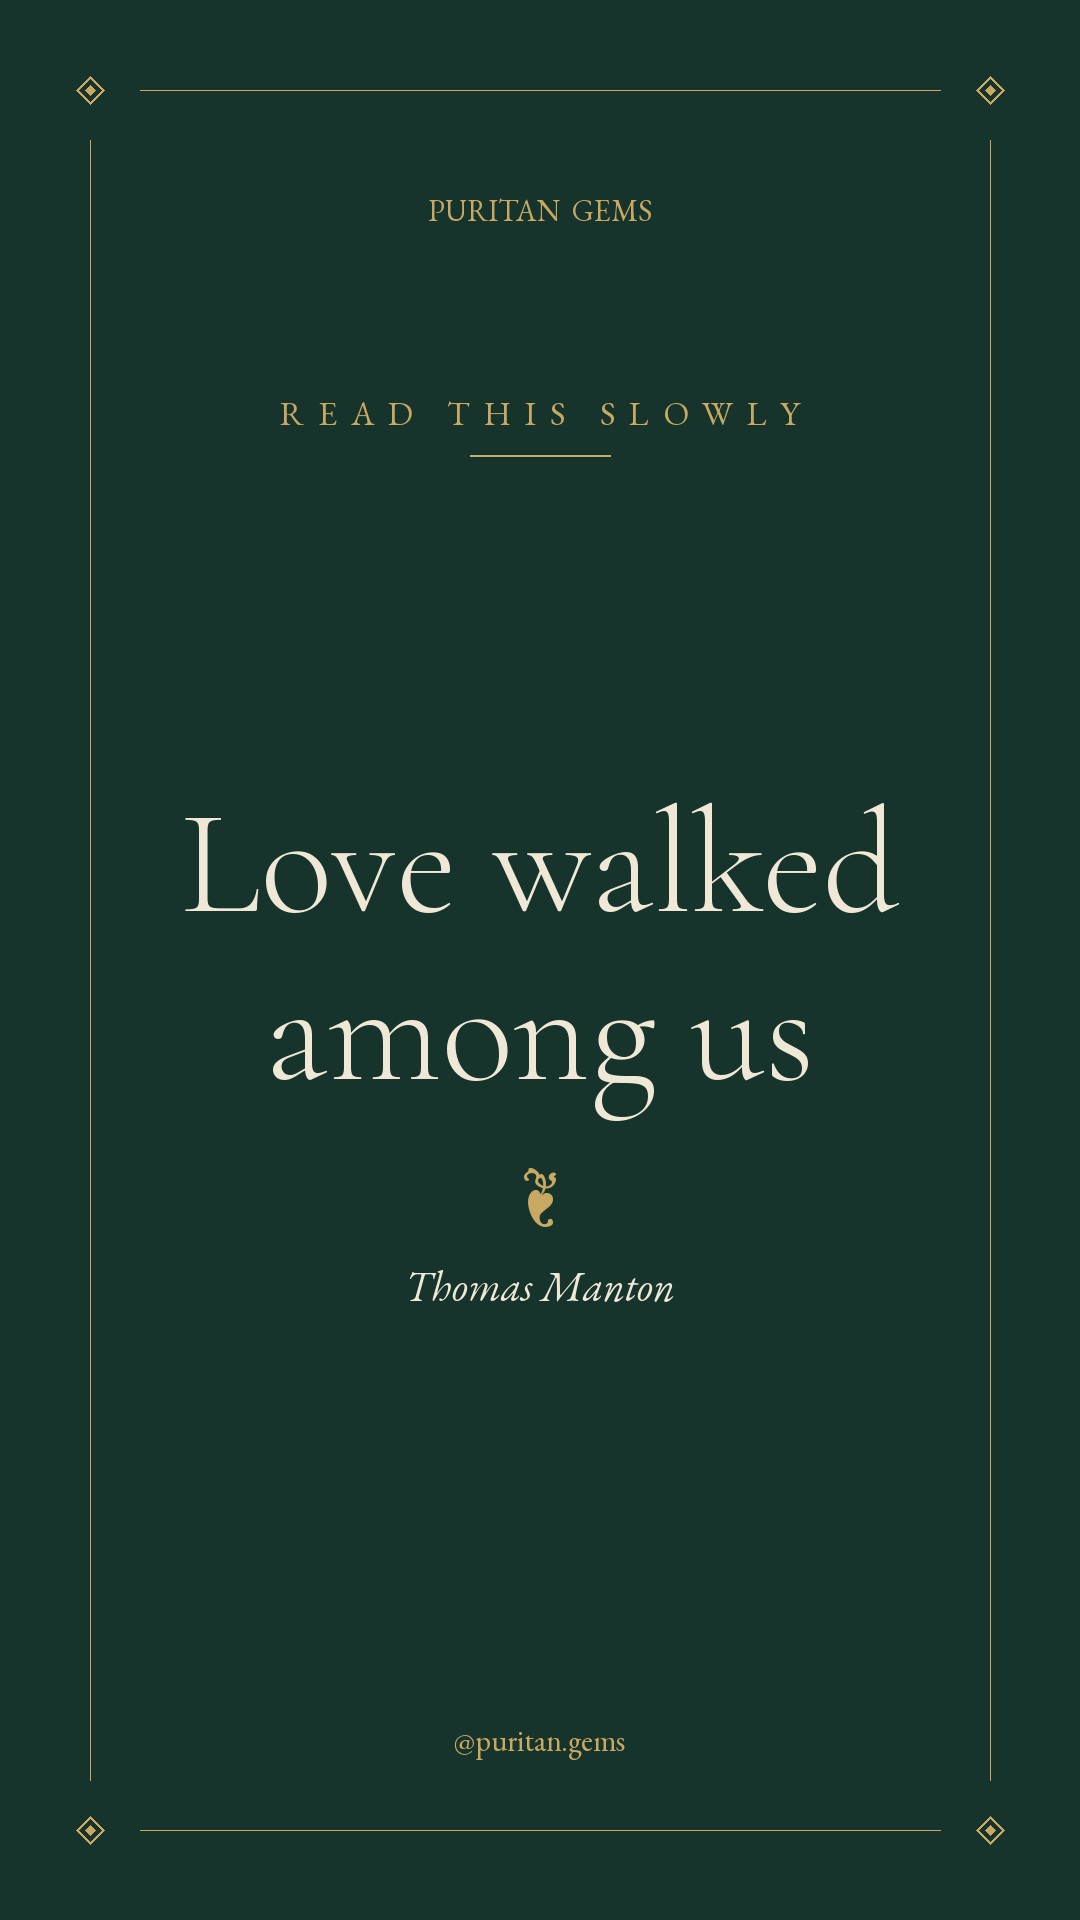 PURITAN GEMS
READ THIS SLOWLY
Love walked
among us
Thomas Manton
@puritan.gems